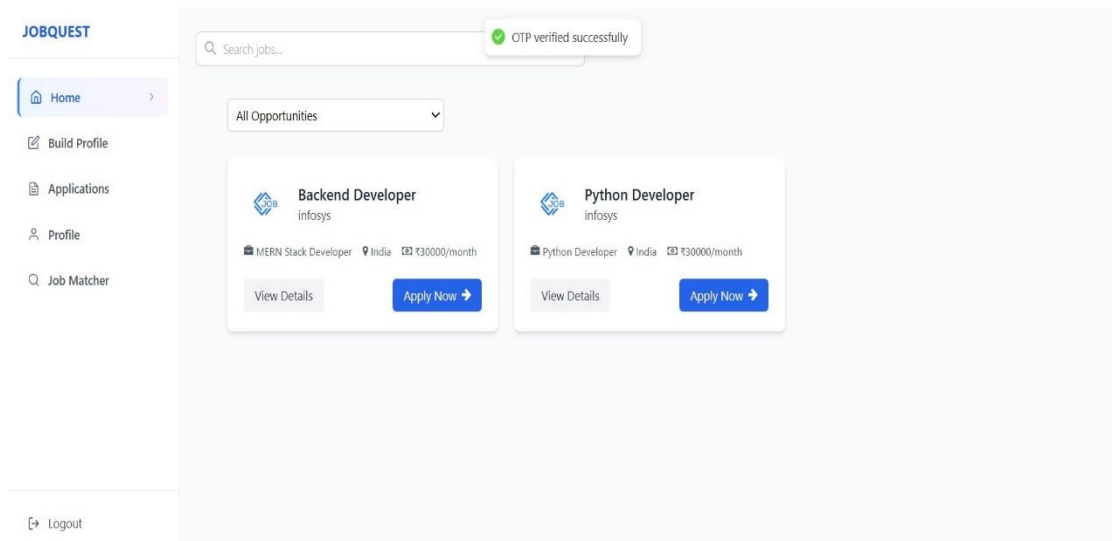 JOBQUEST
Search jobs...
OTP verified successfully
Home
Build Profile
Applications
Profile
Job Matcher
Logout
All Opportunities
JOB
Backend Developer
infosys
MERN Stack Developer India ₹30000/month
View Details Apply Now
JOB
Python Developer
infosys
Python Developer India ₹30000/month
View Details Apply Now